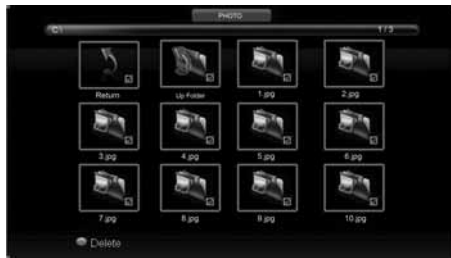 PHOTO
C:\ 1/3
Return Up Folder 1.jpg 2.jpg
3.jpg 4.jpg 5.jpg 6.jpg
7.jpg 8.jpg 9.jpg 10.jpg
Delete